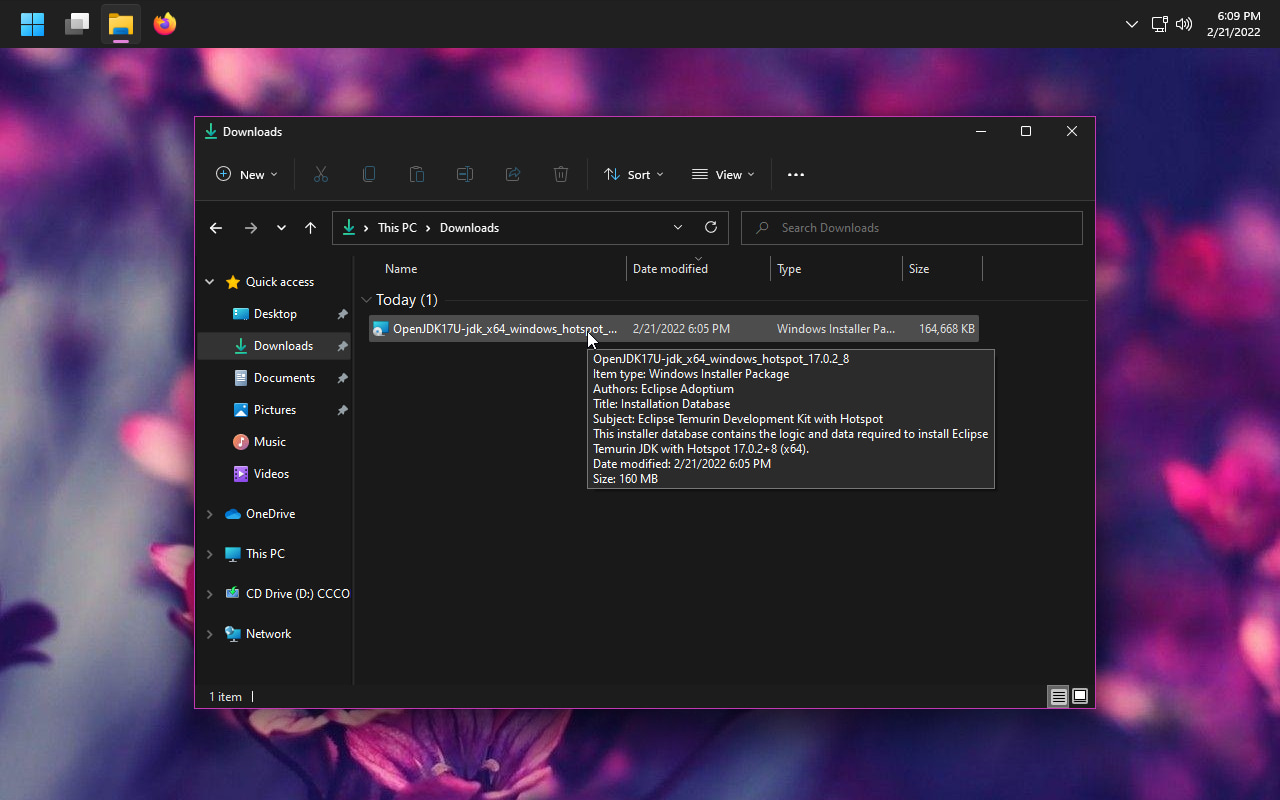 6:09 PM
2/21/2022
Downloads
New
Sort
View
This PC
Downloads
Search Downloads
Name
Date modified
Type
Size
Quick access
Desktop
Downloads
Documents
Pictures
Music
Videos
OneDrive
This PC
CD Drive (D:) CCCO
Network
Today (1)
OpenJDK17U-jdk_x64_windows_hotspot_... 2/21/2022 6:05 PM Windows Installer Pa... 164,668 KB
OpenJDK17U-jdk_x64_windows_hotspot_17.0.2_8
Item type: Windows Installer Package
Authors: Eclipse Adoptium
Title: Installation Database
Subject: Eclipse Temurin Development Kit with Hotspot
This installer database contains the logic and data required to install Eclipse
Temurin JDK with Hotspot 17.0.2+8 (x64).
Date modified: 2/21/2022 6:05 PM
Size: 160 MB
1 item